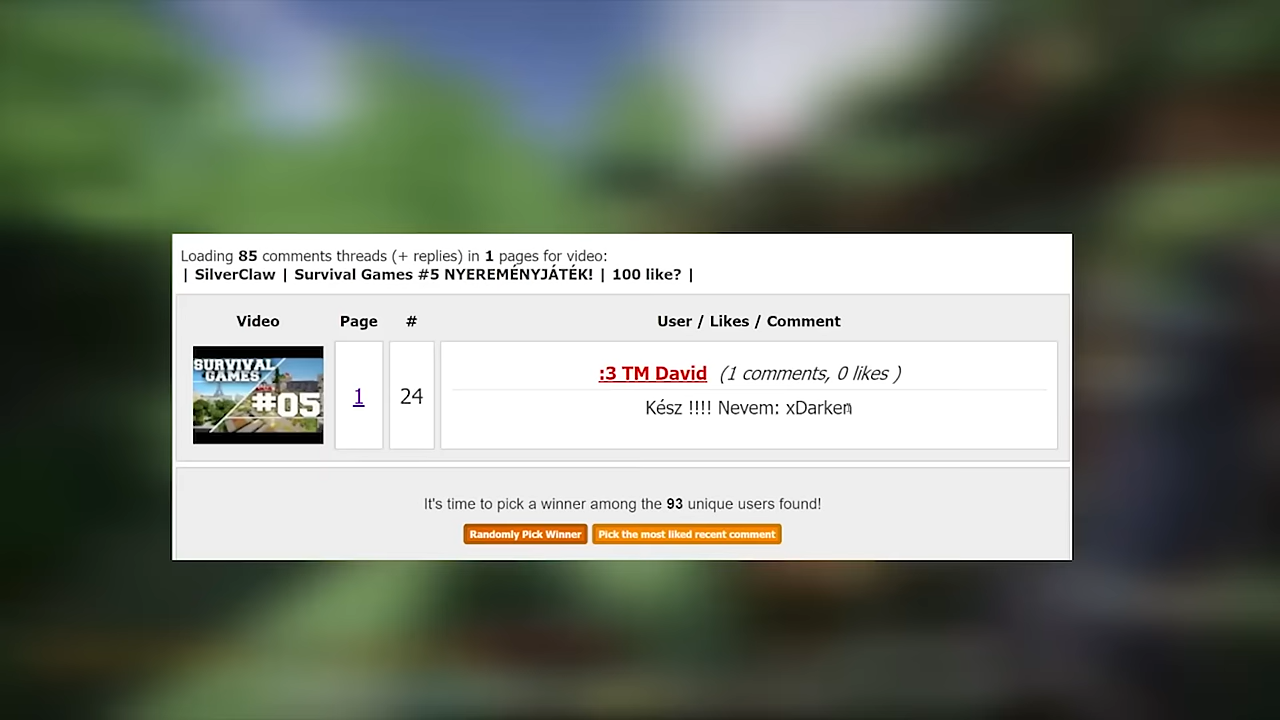 Loading 85 comments threads (+ replies) in 1 pages for video:
| SilverClaw | Survival Games #5 NYEREMÉNYJÁTÉK! | 100 like? |
Video Page # User / Likes / Comment
SURVIVAL
GAMES
#05
1 24
:3 TM David (1 comments, 0 likes )
Kész !!!! Nevem: xDarken
It's time to pick a winner among the 93 unique users found!
Randomly Pick Winner Pick the most liked recent comment